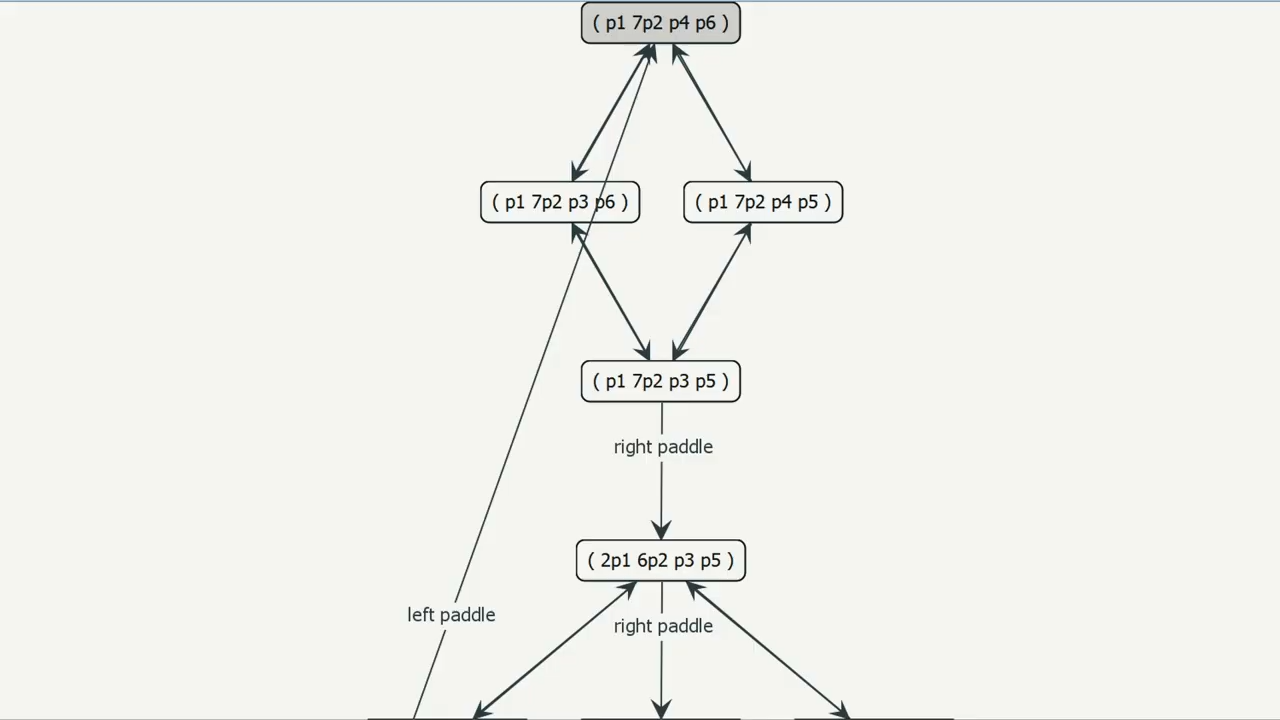 ( p1 7p2 p4 p6 )
( p1 7p2 p3 p6 )
( p1 7p2 p4 p5 )
( p1 7p2 p3 p5 )
right paddle
( 2p1 6p2 p3 p5 )
left paddle
right paddle